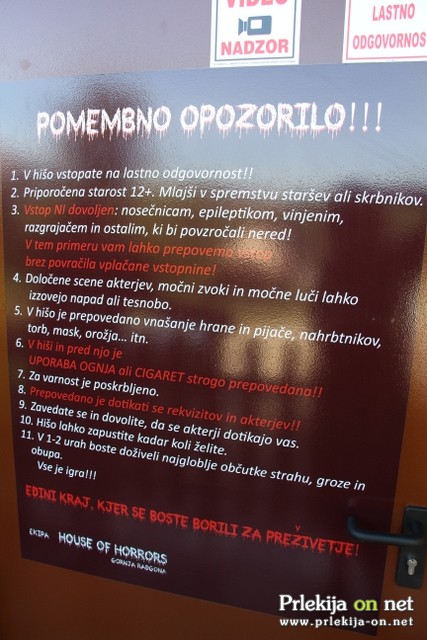 VIDEO
NADZOR
LASTNO
ODGOVORNOS
POMEMBNO OPOZORILO!!!
1. V hišo vstopate na lastno odgovornost!!
2. Priporočena starost 12+. Mlajši v spremstvu staršev ali skrbnikov.
3. Vstop NI dovoljen: nosečnicam, epileptikom, vinjenim,
razgrajačem in ostalim, ki bi povzročali nered!
V tem primeru vam lahko prepovemo vstop
brez povračila vplačane vstopnine!
4. Določene scene akterjev, močni zvoki in močne luči lahko
izzovejo napad ali tesnobo.
5. V hišo je prepovedano vnašanje hrane in pijače, nahrbtnikov,
torb, mask, orožja... itn.
6. V hiši in pred njo je
UPORABA OGNJA ali CIGARET strogo prepovedana!!
7. Za varnost je poskrbljeno.
8. Prepovedano je dotikati se rekvizitov in akterjev!!
9. Zavedate se in dovolite, da se akterji dotikajo vas.
10. Hišo lahko zapustite kadar koli želite.
11. V 1-2 urah boste doživeli najgloblje občutke strahu, groze in
obupa.
Vse je igra!!!
EDINI KRAJ, KJER SE BOSTE BORILI ZA PREŽIVETJE!
EKIPA HOUSE OF HORRORS
GORNJA RADGONA
Prlekija on net
www.prlekija-on.net